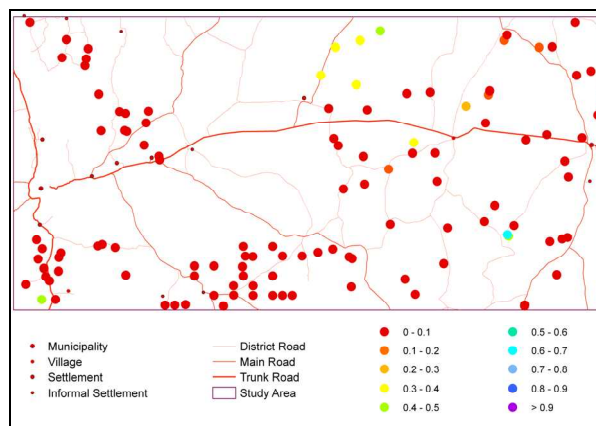 Municipality
Village
Settlement
Informal Settlement
District Road
Main Road
Trunk Road
Study Area
0 - 0.1
0.1 - 0.2
0.2 - 0.3
0.3 - 0.4
0.4 - 0.5
0.5 - 0.6
0.6 - 0.7
0.7 - 0.8
0.8 - 0.9
> 0.9